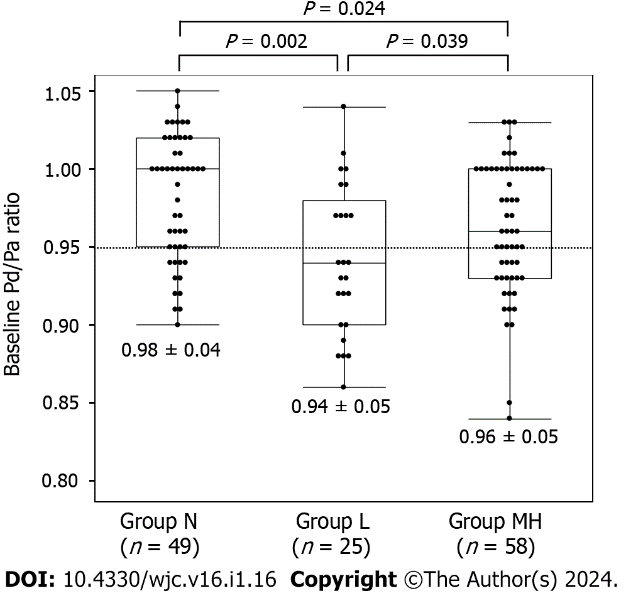 P = 0.024
P = 0.002
P = 0.039
Baseline Pd/Pa ratio
1.05
1.00
0.95
0.90
0.85
0.80
0.98 ± 0.04
0.94 ± 0.05
0.96 ± 0.05
Group N
(n = 49)
Group L
(n = 25)
Group MH
(n = 58)
DOI: 10.4330/wjc.v16.i1.16 Copyright ©The Author(s) 2024.